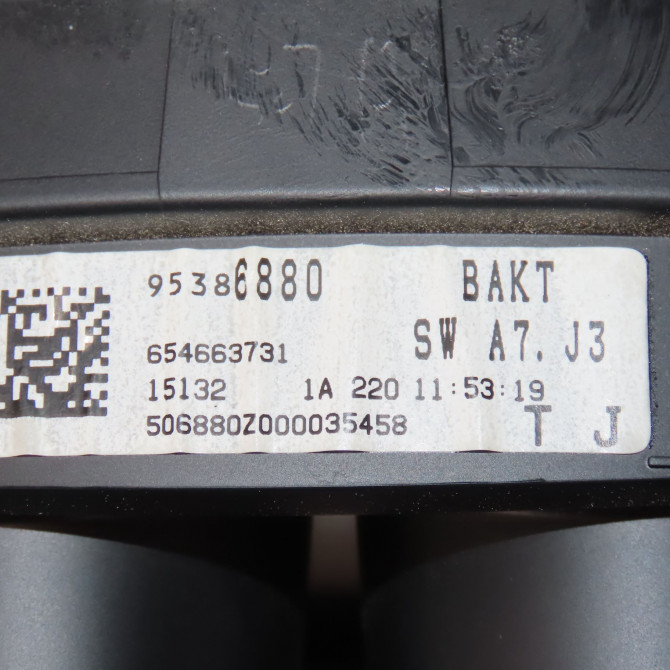 95386880 BAKT
654663731 SW A7. J3
15132 1A 220 11:53:19
506880Z000035458 T J